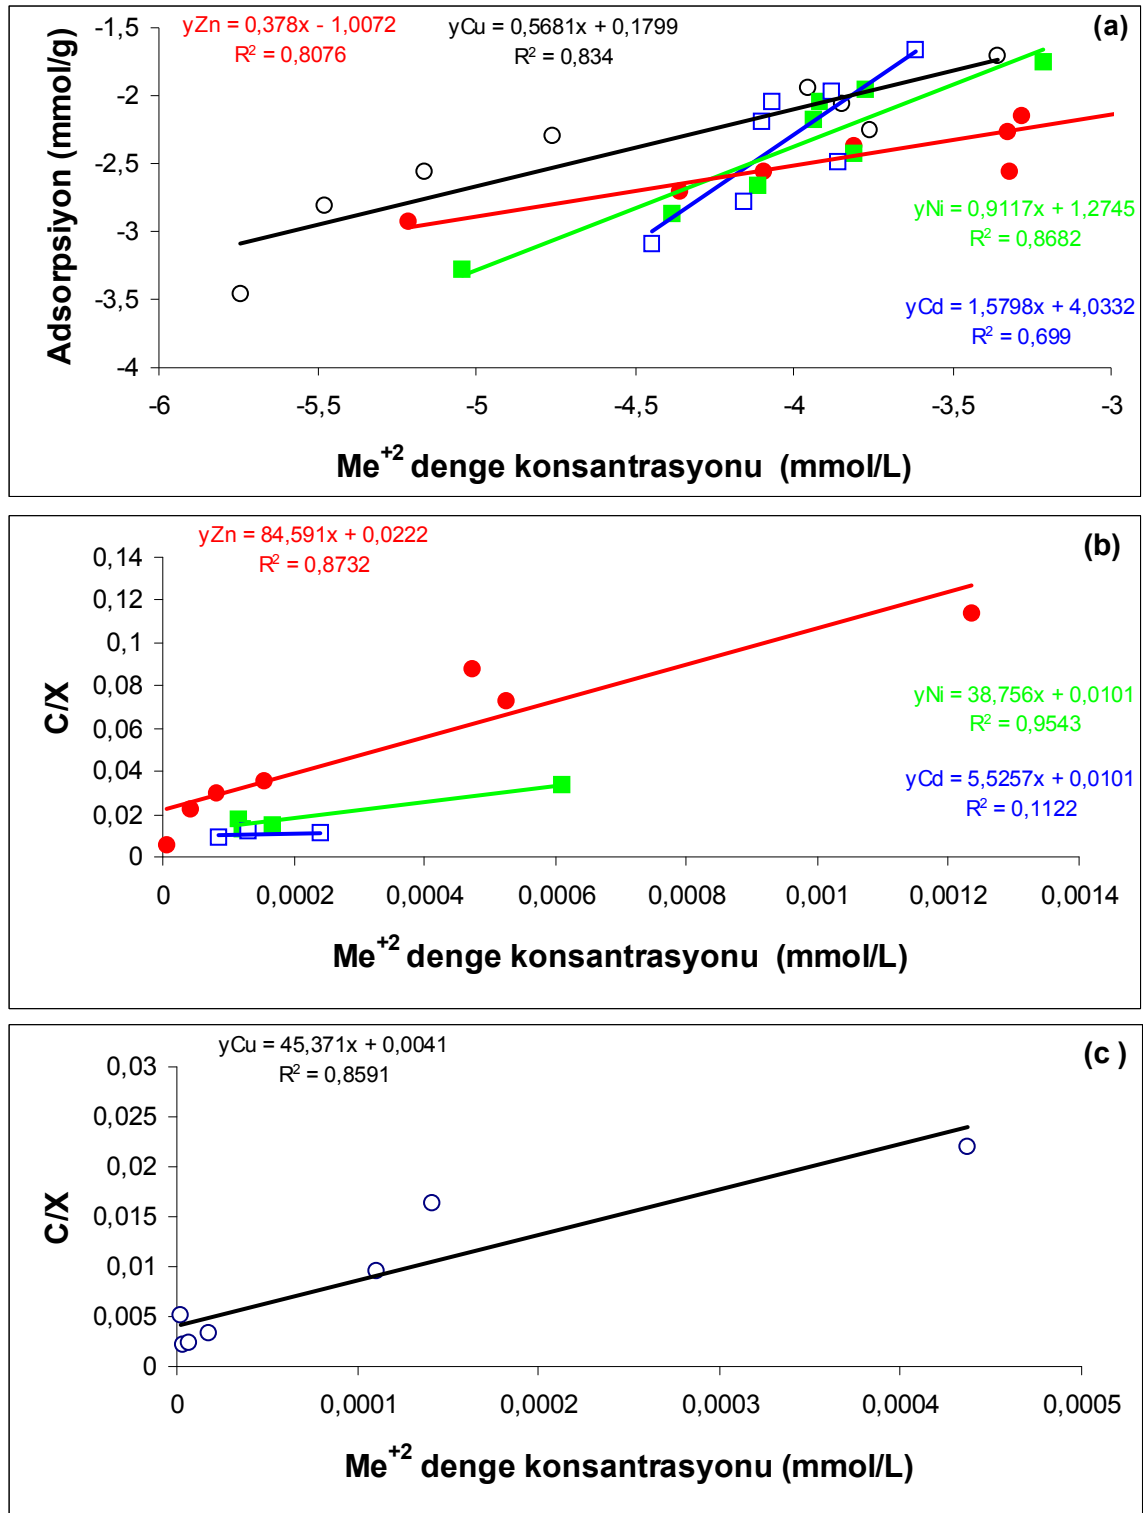 yZn = 0,378x - 1,0072
R² = 0,8076
yCu = 0,5681x + 0,1799
R² = 0,834
(a)
Adsorpsiyon (mmol/g)
-1,5
-2
-2,5
-3
-3,5
-4
yNi = 0,9117x + 1,2745
R² = 0,8682
yCd = 1,5798x + 4,0332
R² = 0,699
-6 -5,5 -5 -4,5 -4 -3,5 -3
Me⁺² denge konsantrasyonu (mmol/L)
yZn = 84,591x + 0,0222
R² = 0,8732
(b)
C/X
0,14
0,12
0,1
0,08
0,06
0,04
0,02
0
yNi = 38,756x + 0,0101
R² = 0,9543
yCd = 5,5257x + 0,0101
R² = 0,1122
0 0,0002 0,0004 0,0006 0,0008 0,001 0,0012 0,0014
Me⁺² denge konsantrasyonu (mmol/L)
yCu = 45,371x + 0,0041
R² = 0,8591
(c )
C/X
0,03
0,025
0,02
0,015
0,01
0,005
0
0 0,0001 0,0002 0,0003 0,0004 0,0005
Me⁺² denge konsantrasyonu (mmol/L)